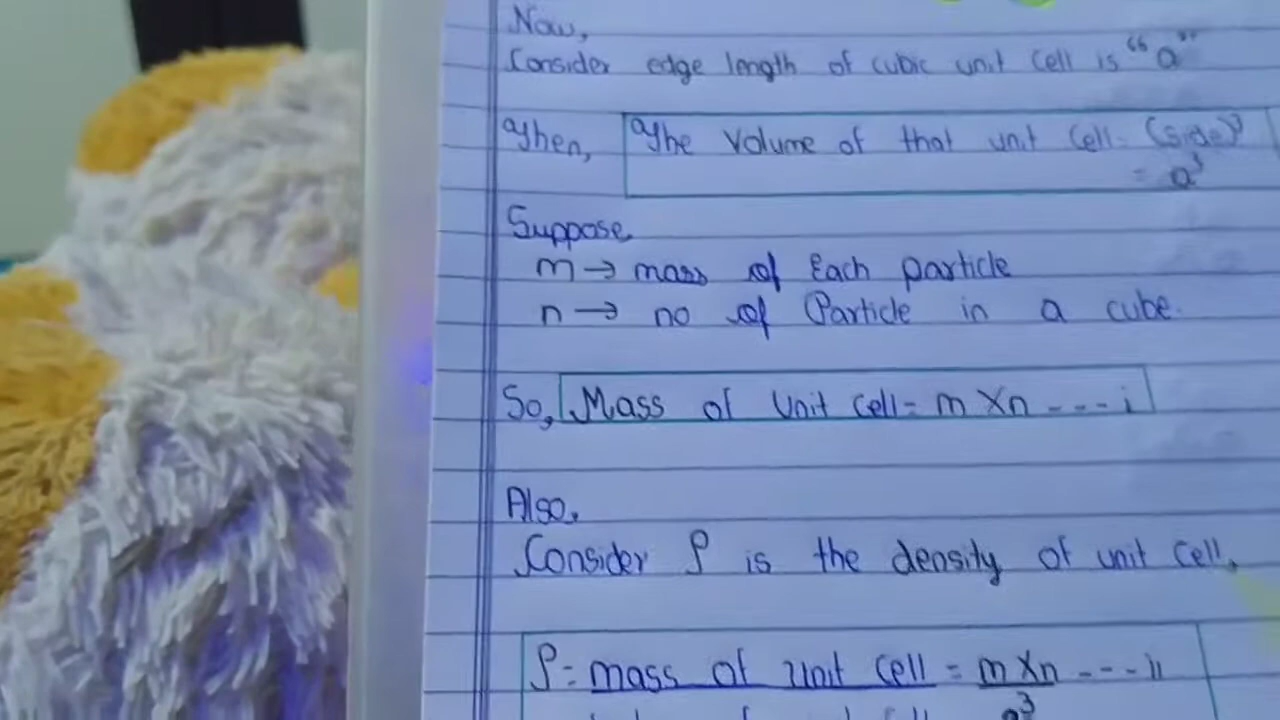 Now,
Consider edge length of cubic unit cell is "a"
Then, The Volume of that unit Cell = (side)³
= a³
Suppose,
m → mass of Each particle
n → no of Particle in a cube.
So, Mass of Unit cell = m X n ---- i
Also,
Consider ρ is the density of unit cell,
ρ = mass of unit cell = m X n ---- ii
a³